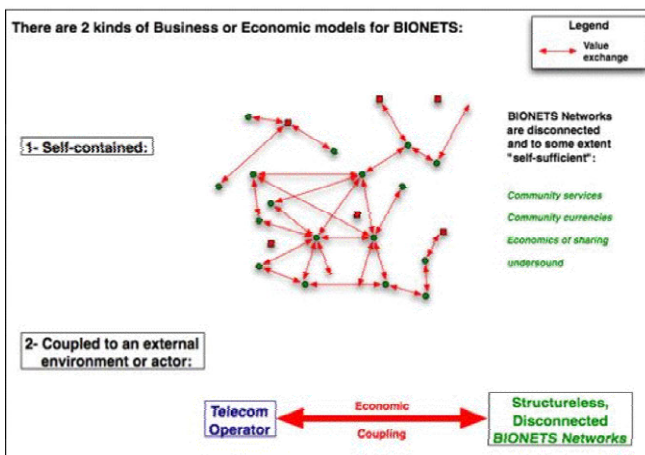 There are 2 kinds of Business or Economic models for BIONETS:
Legend
Value
exchange
1- Self-contained:
BIONETS Networks
are disconnected
and to some extent
"self-sufficient":
Community services
Community currencies
Economics of sharing
undersound
2- Coupled to an external
environment or actor:
Telecom
Operator
Economic
Coupling
Structureless,
Disconnected
BIONETS Networks